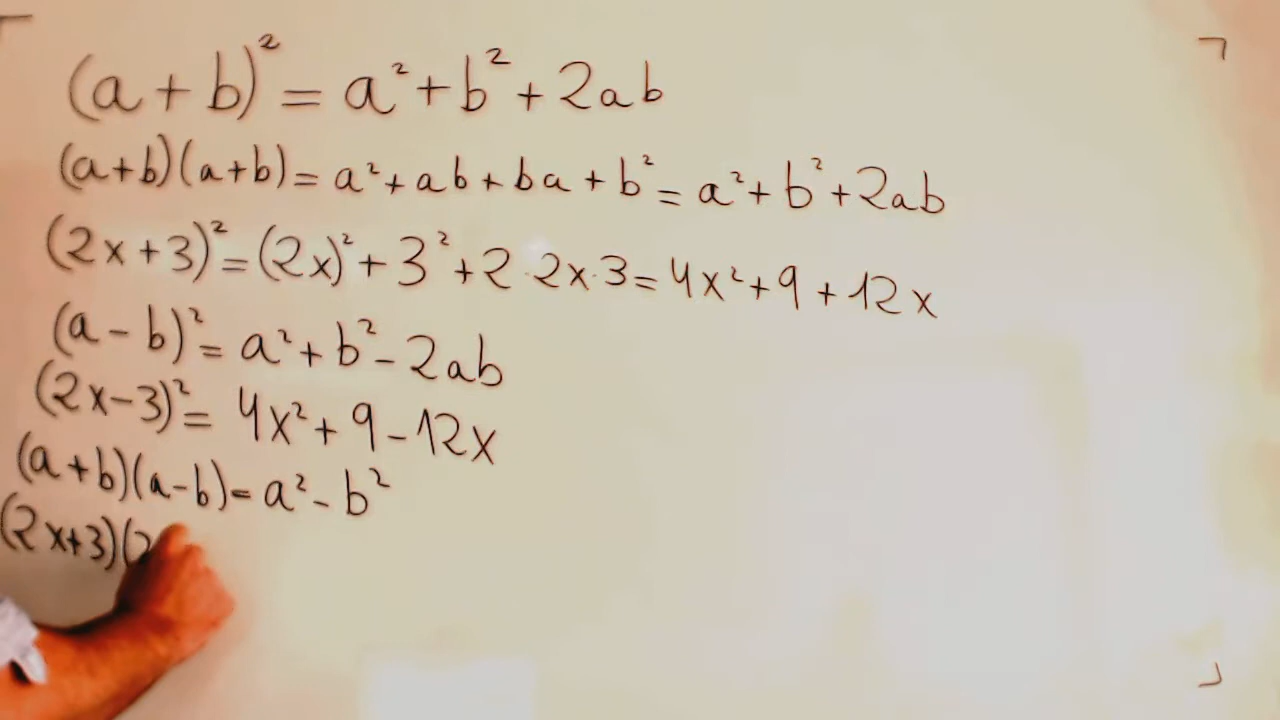 (a+b)² = a² + b² + 2ab
(a+b)(a+b) = a² + ab + ba + b² = a² + b² + 2ab
(2x+3)² = (2x)² + 3² + 2·2x·3 = 4x² + 9 + 12x
(a-b)² = a² + b² - 2ab
(2x-3)² = 4x² + 9 - 12x
(a+b)(a-b) = a² - b²
(2x+3)(2